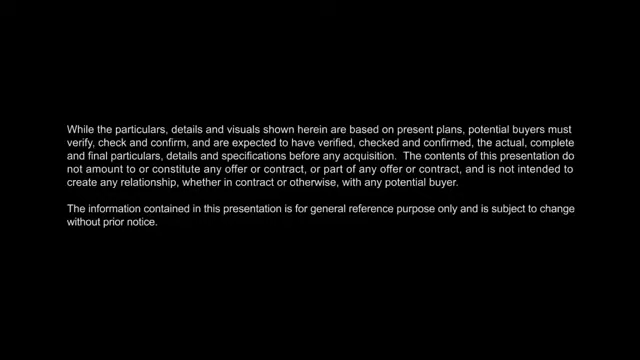 While the particulars, details and visuals shown herein are based on present plans, potential buyers must
verify, check and confirm, and are expected to have verified, checked and confirmed, the actual, complete
and final particulars, details and specifications before any acquisition.  The contents of this presentation do
not amount to or constitute any offer or contract, or part of any offer or contract, and is not intended to
create any relationship, whether in contract or otherwise, with any potential buyer.
The information contained in this presentation is for general reference purpose only and is subject to change
without prior notice.